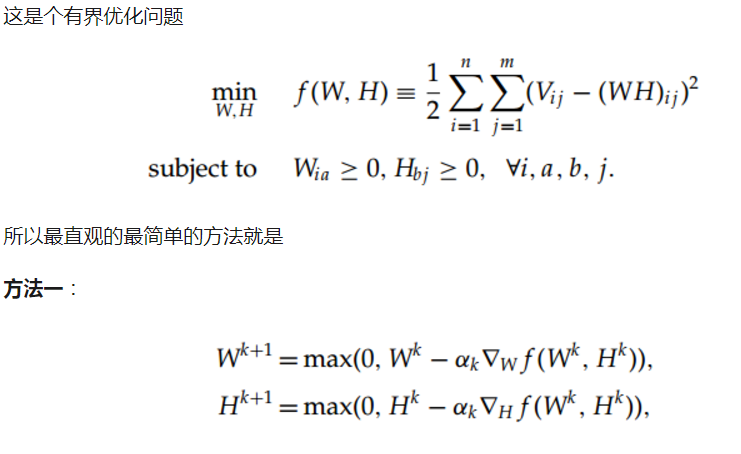 这是个有界优化问题
min W,H f(W, H) ≡ 1/2 ∑_{i=1}^{n} ∑_{j=1}^{m} (V_{ij} − (WH)_{ij})²
subject to W_{ia} ≥ 0, H_{bj} ≥ 0, ∀i, a, b, j.
所以最直观的最简单的方法就是
方法一：
W^{k+1} = max(0, W^k − α_k∇_W f(W^k, H^k)),
H^{k+1} = max(0, H^k − α_k∇_H f(W^k, H^k)),